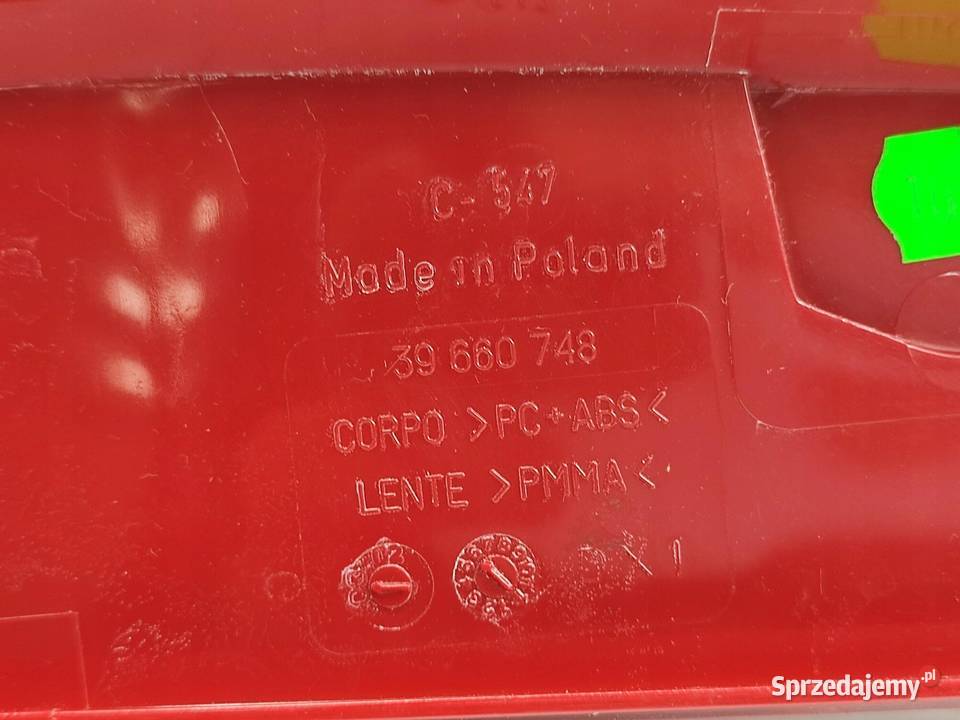 C-547
Made in Poland
39 660 748
CORPO >PC+ABS<
LENTE >PMMA<
Sprzedajemy.pl